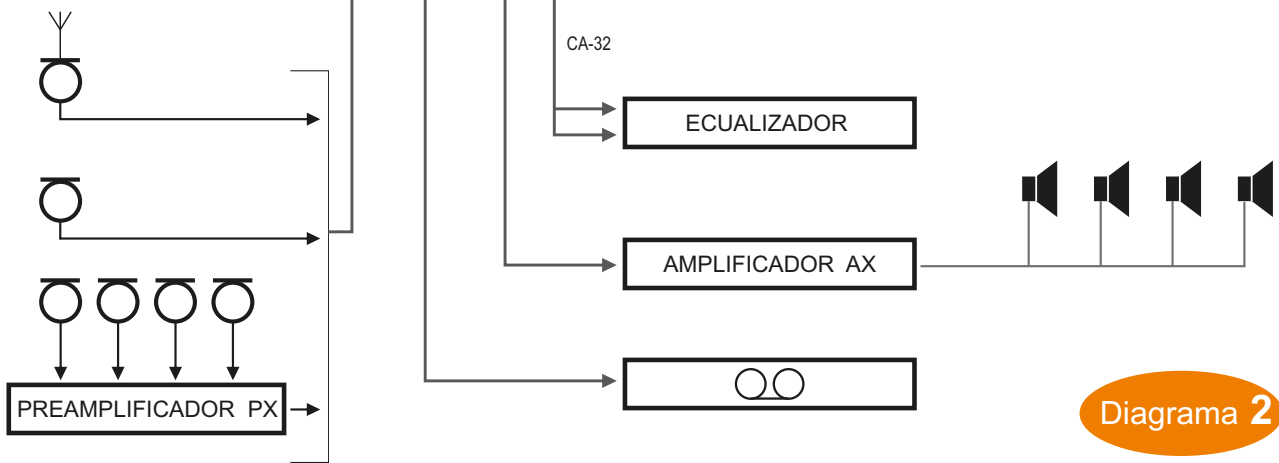 CA-32
ECUALIZADOR
AMPLIFICADOR AX
PREAMPLIFICADOR PX
Diagrama 2